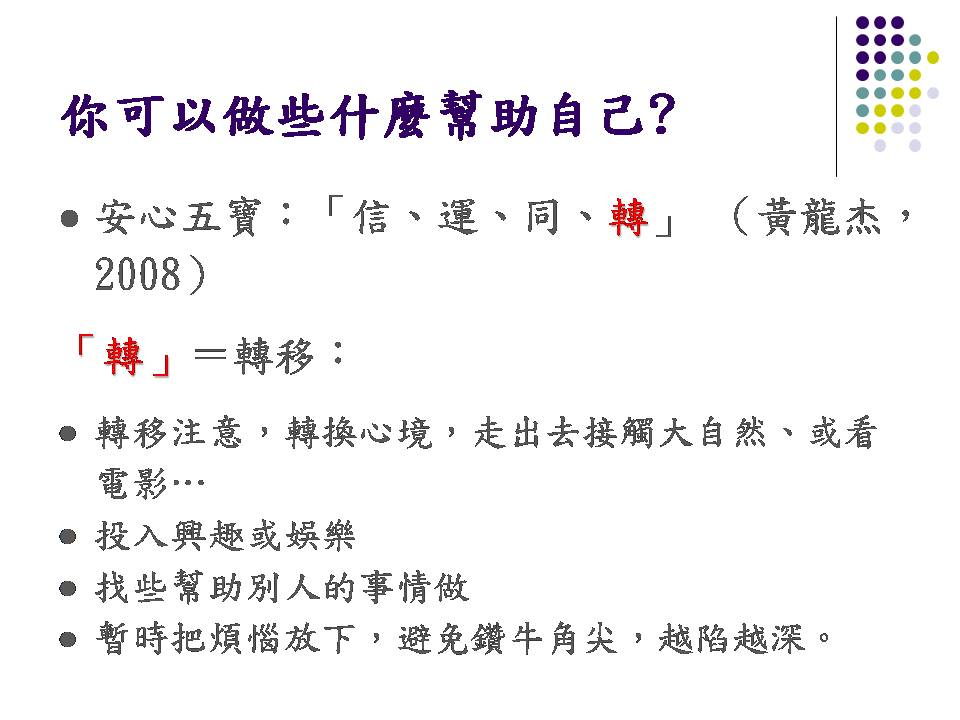 你可以做些什麼幫助自己?
● 安心五寶：「信、運、同、轉」 （黃龍杰，
2008）
「轉」＝轉移：
● 轉移注意，轉換心境，走出去接觸大自然、或看
電影…
● 投入興趣或娛樂
● 找些幫助別人的事情做
● 暫時把煩惱放下，避免鑽牛角尖，越陷越深。